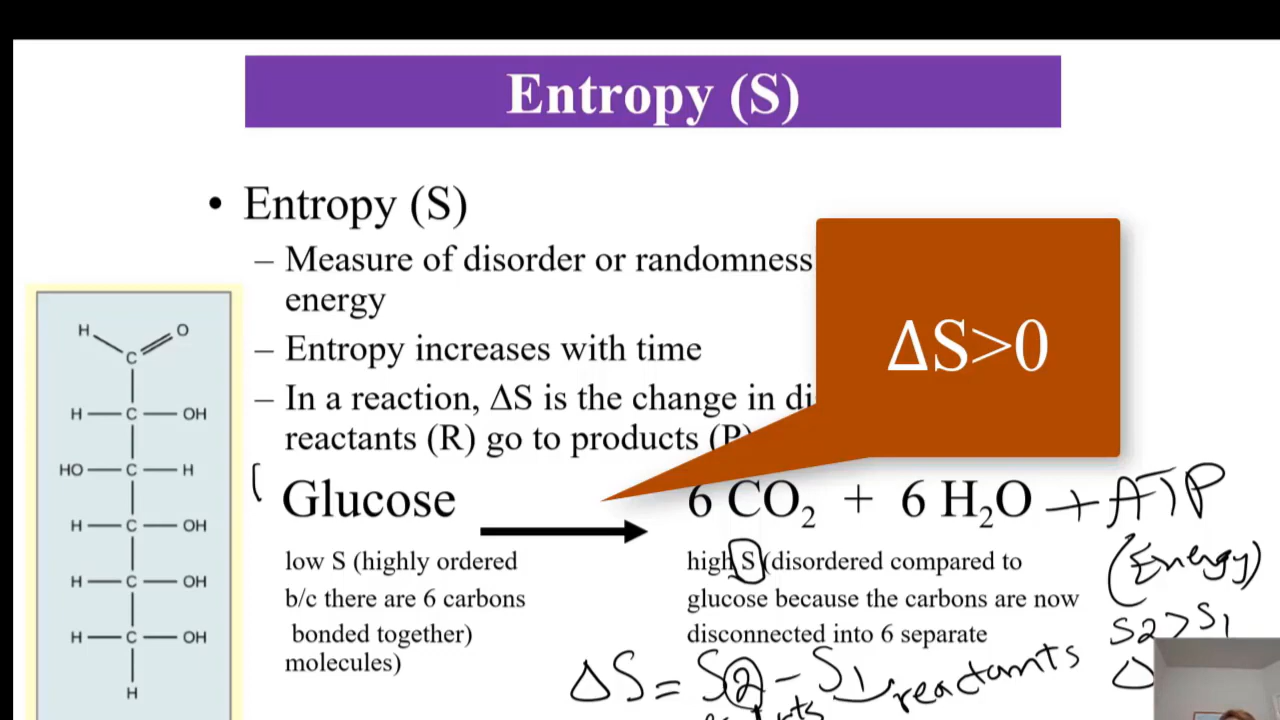 Entropy (S)
• Entropy (S)
– Measure of disorder or randomness
energy
– Entropy increases with time
– In a reaction, ΔS is the change in di
reactants (R) go to products (P)
ΔS>0
Glucose
6 CO₂ + 6 H₂O + ATP
(Energy)
low S (highly ordered
b/c there are 6 carbons
bonded together)
molecules)
high S (disordered compared to
glucose because the carbons are now
disconnected into 6 separate
S2 > S1
Δ
ΔS = S2 – S1
reactants
H O
C
H C OH
HO C H
H C OH
H C OH
H C OH
H